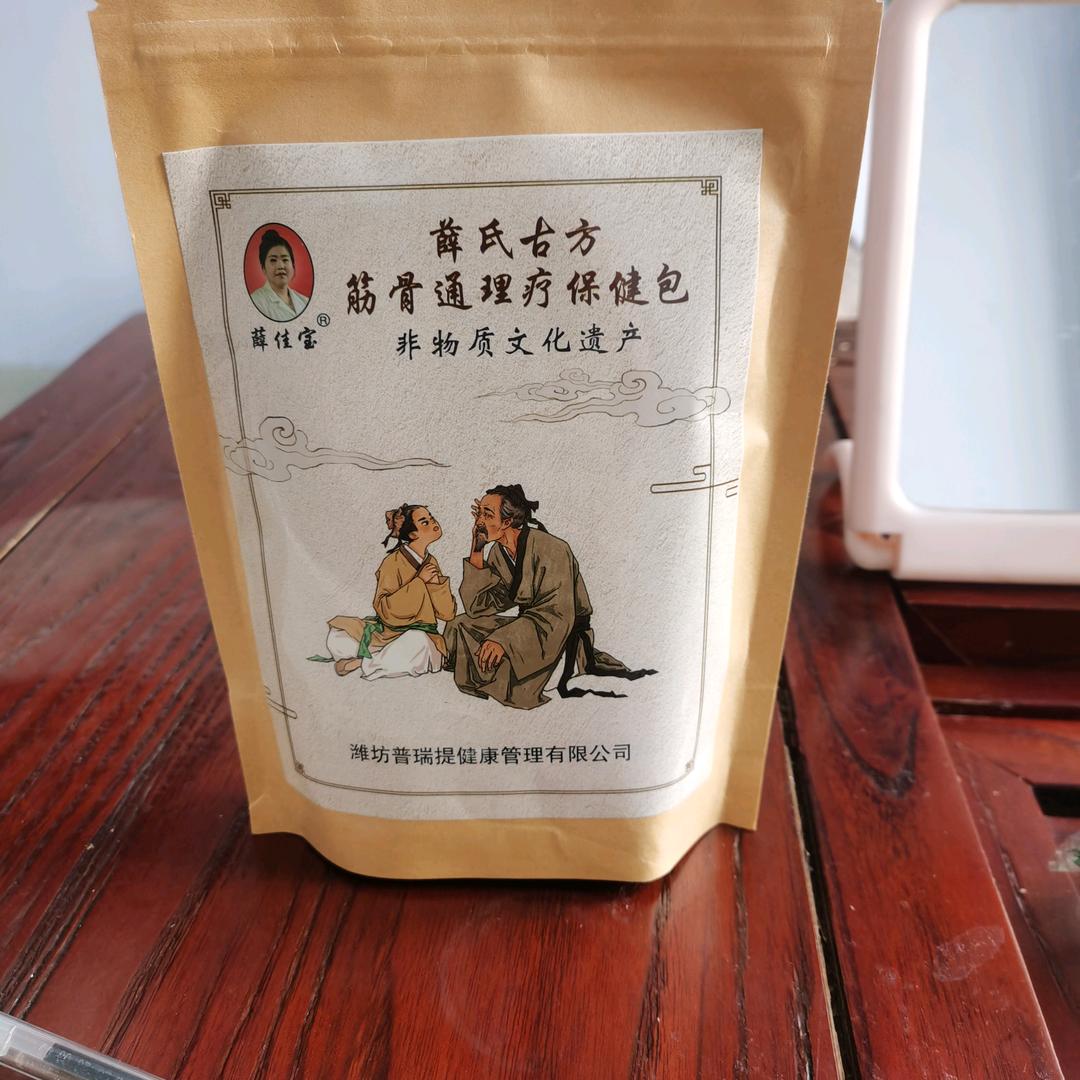 薛氏古方
筋骨通理疗保健包
非物质文化遗产
薛佳宝®
潍坊普瑞提健康管理有限公司